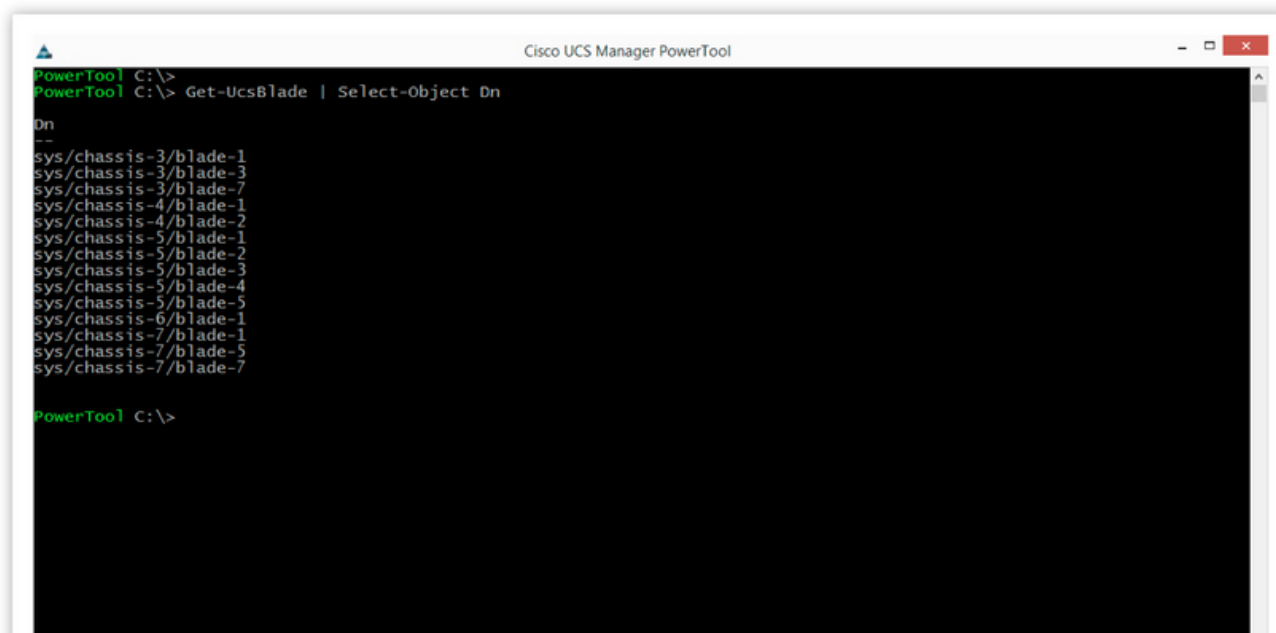 Cisco UCS Manager PowerTool
PowerTool C:\>
PowerTool C:\> Get-UcsBlade | Select-Object Dn
Dn
--
sys/chassis-3/blade-1
sys/chassis-3/blade-3
sys/chassis-3/blade-7
sys/chassis-4/blade-1
sys/chassis-4/blade-2
sys/chassis-5/blade-1
sys/chassis-5/blade-2
sys/chassis-5/blade-3
sys/chassis-5/blade-4
sys/chassis-5/blade-5
sys/chassis-6/blade-1
sys/chassis-7/blade-1
sys/chassis-7/blade-5
sys/chassis-7/blade-7
PowerTool C:\>